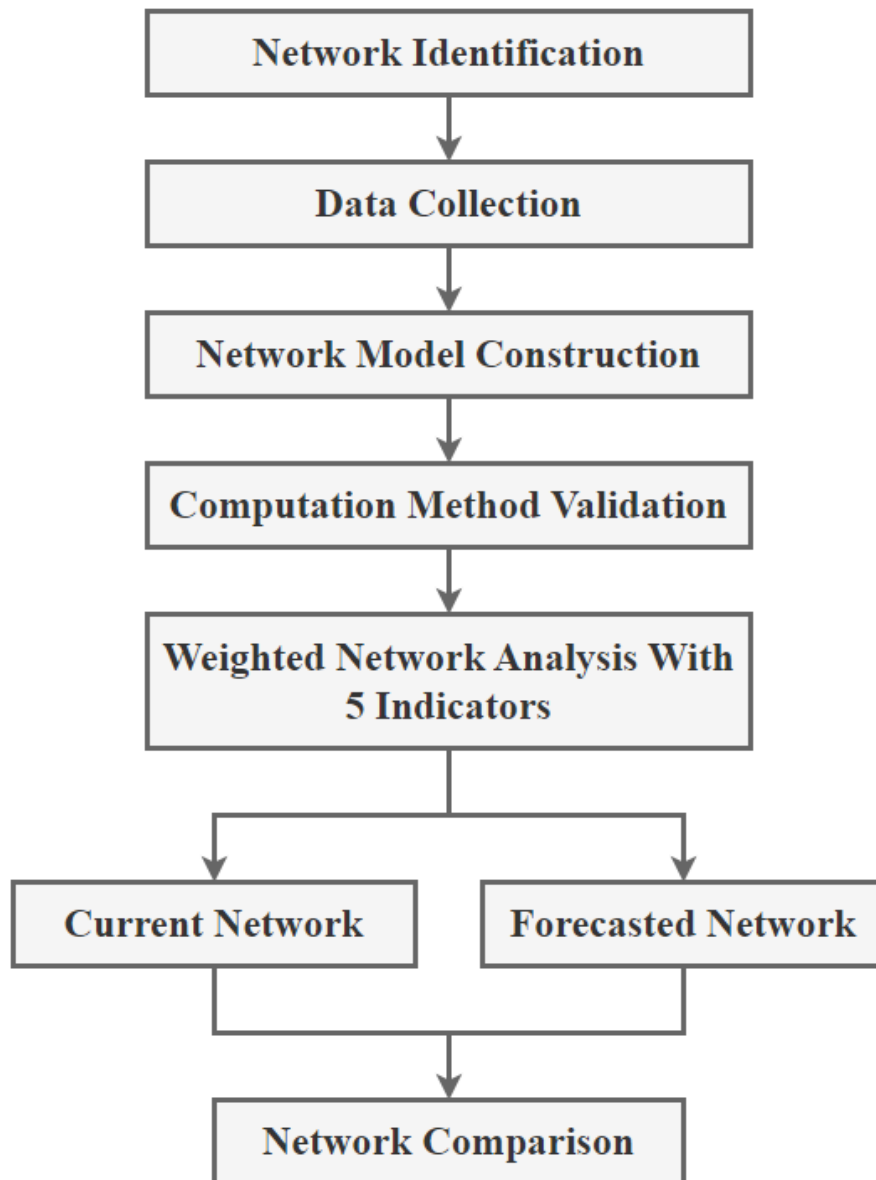 Network Identification
Data Collection
Network Model Construction
Computation Method Validation
Weighted Network Analysis With
5 Indicators
Current Network
Forecasted Network
Network Comparison